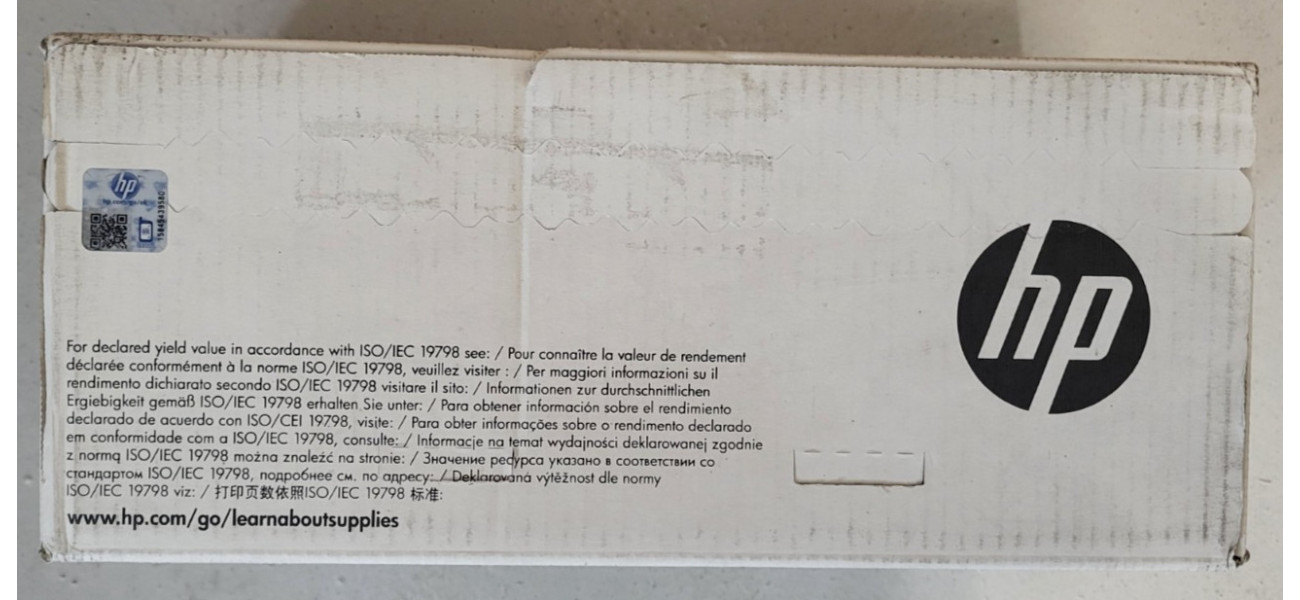 hp
For declared yield value in accordance with ISO/IEC 19798 see: / Pour connaître la valeur de rendement
déclarée conformément à la norme ISO/IEC 19798, veuillez visiter : / Per maggiori informazioni su il
rendimento dichiarato secondo ISO/IEC 19798 visitare il sito: / Informationen zur durchschnittlichen
Ergiebigkeit gemäß ISO/IEC 19798 erhalten Sie unter: / Para obtener información sobre el rendimiento
declarado de acuerdo con ISO/CEI 19798, visite: / Para obter informações sobre o rendimento declarado
em conformidade com a ISO/IEC 19798, consulte: / Informacje na temat wydajności deklarowanej zgodnie
z normą ISO/IEC 19798 można znaleźć na stronie: / Значение ресурса указано в соответствии со
стандартом ISO/IEC 19798, подробнее см. по адресу: / Deklarovaná výtěžnost dle normy
ISO/IEC 19798 viz: / 打印页数依照ISO/IEC 19798 标准:
www.hp.com/go/learnaboutsupplies
hp